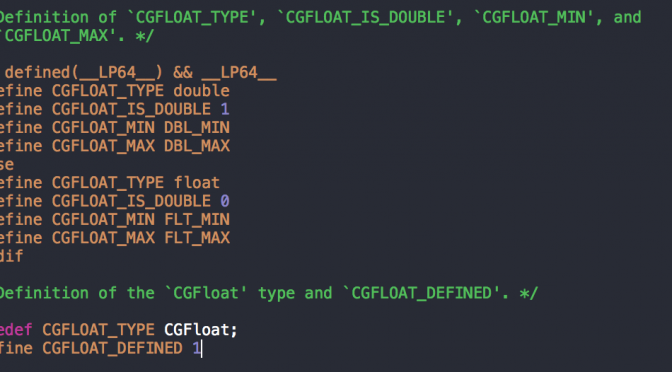 Definition of `CGFLOAT_TYPE', `CGFLOAT_IS_DOUBLE', `CGFLOAT_MIN', and
`CGFLOAT_MAX'. */
defined(__LP64__) && __LP64__
efine CGFLOAT_TYPE double
efine CGFLOAT_IS_DOUBLE 1
efine CGFLOAT_MIN DBL_MIN
efine CGFLOAT_MAX DBL_MAX
se
efine CGFLOAT_TYPE float
efine CGFLOAT_IS_DOUBLE 0
efine CGFLOAT_MIN FLT_MIN
efine CGFLOAT_MAX FLT_MAX
dif
Definition of the `CGFloat' type and `CGFLOAT_DEFINED'. */
edef CGFLOAT_TYPE CGFloat;
fine CGFLOAT_DEFINED 1